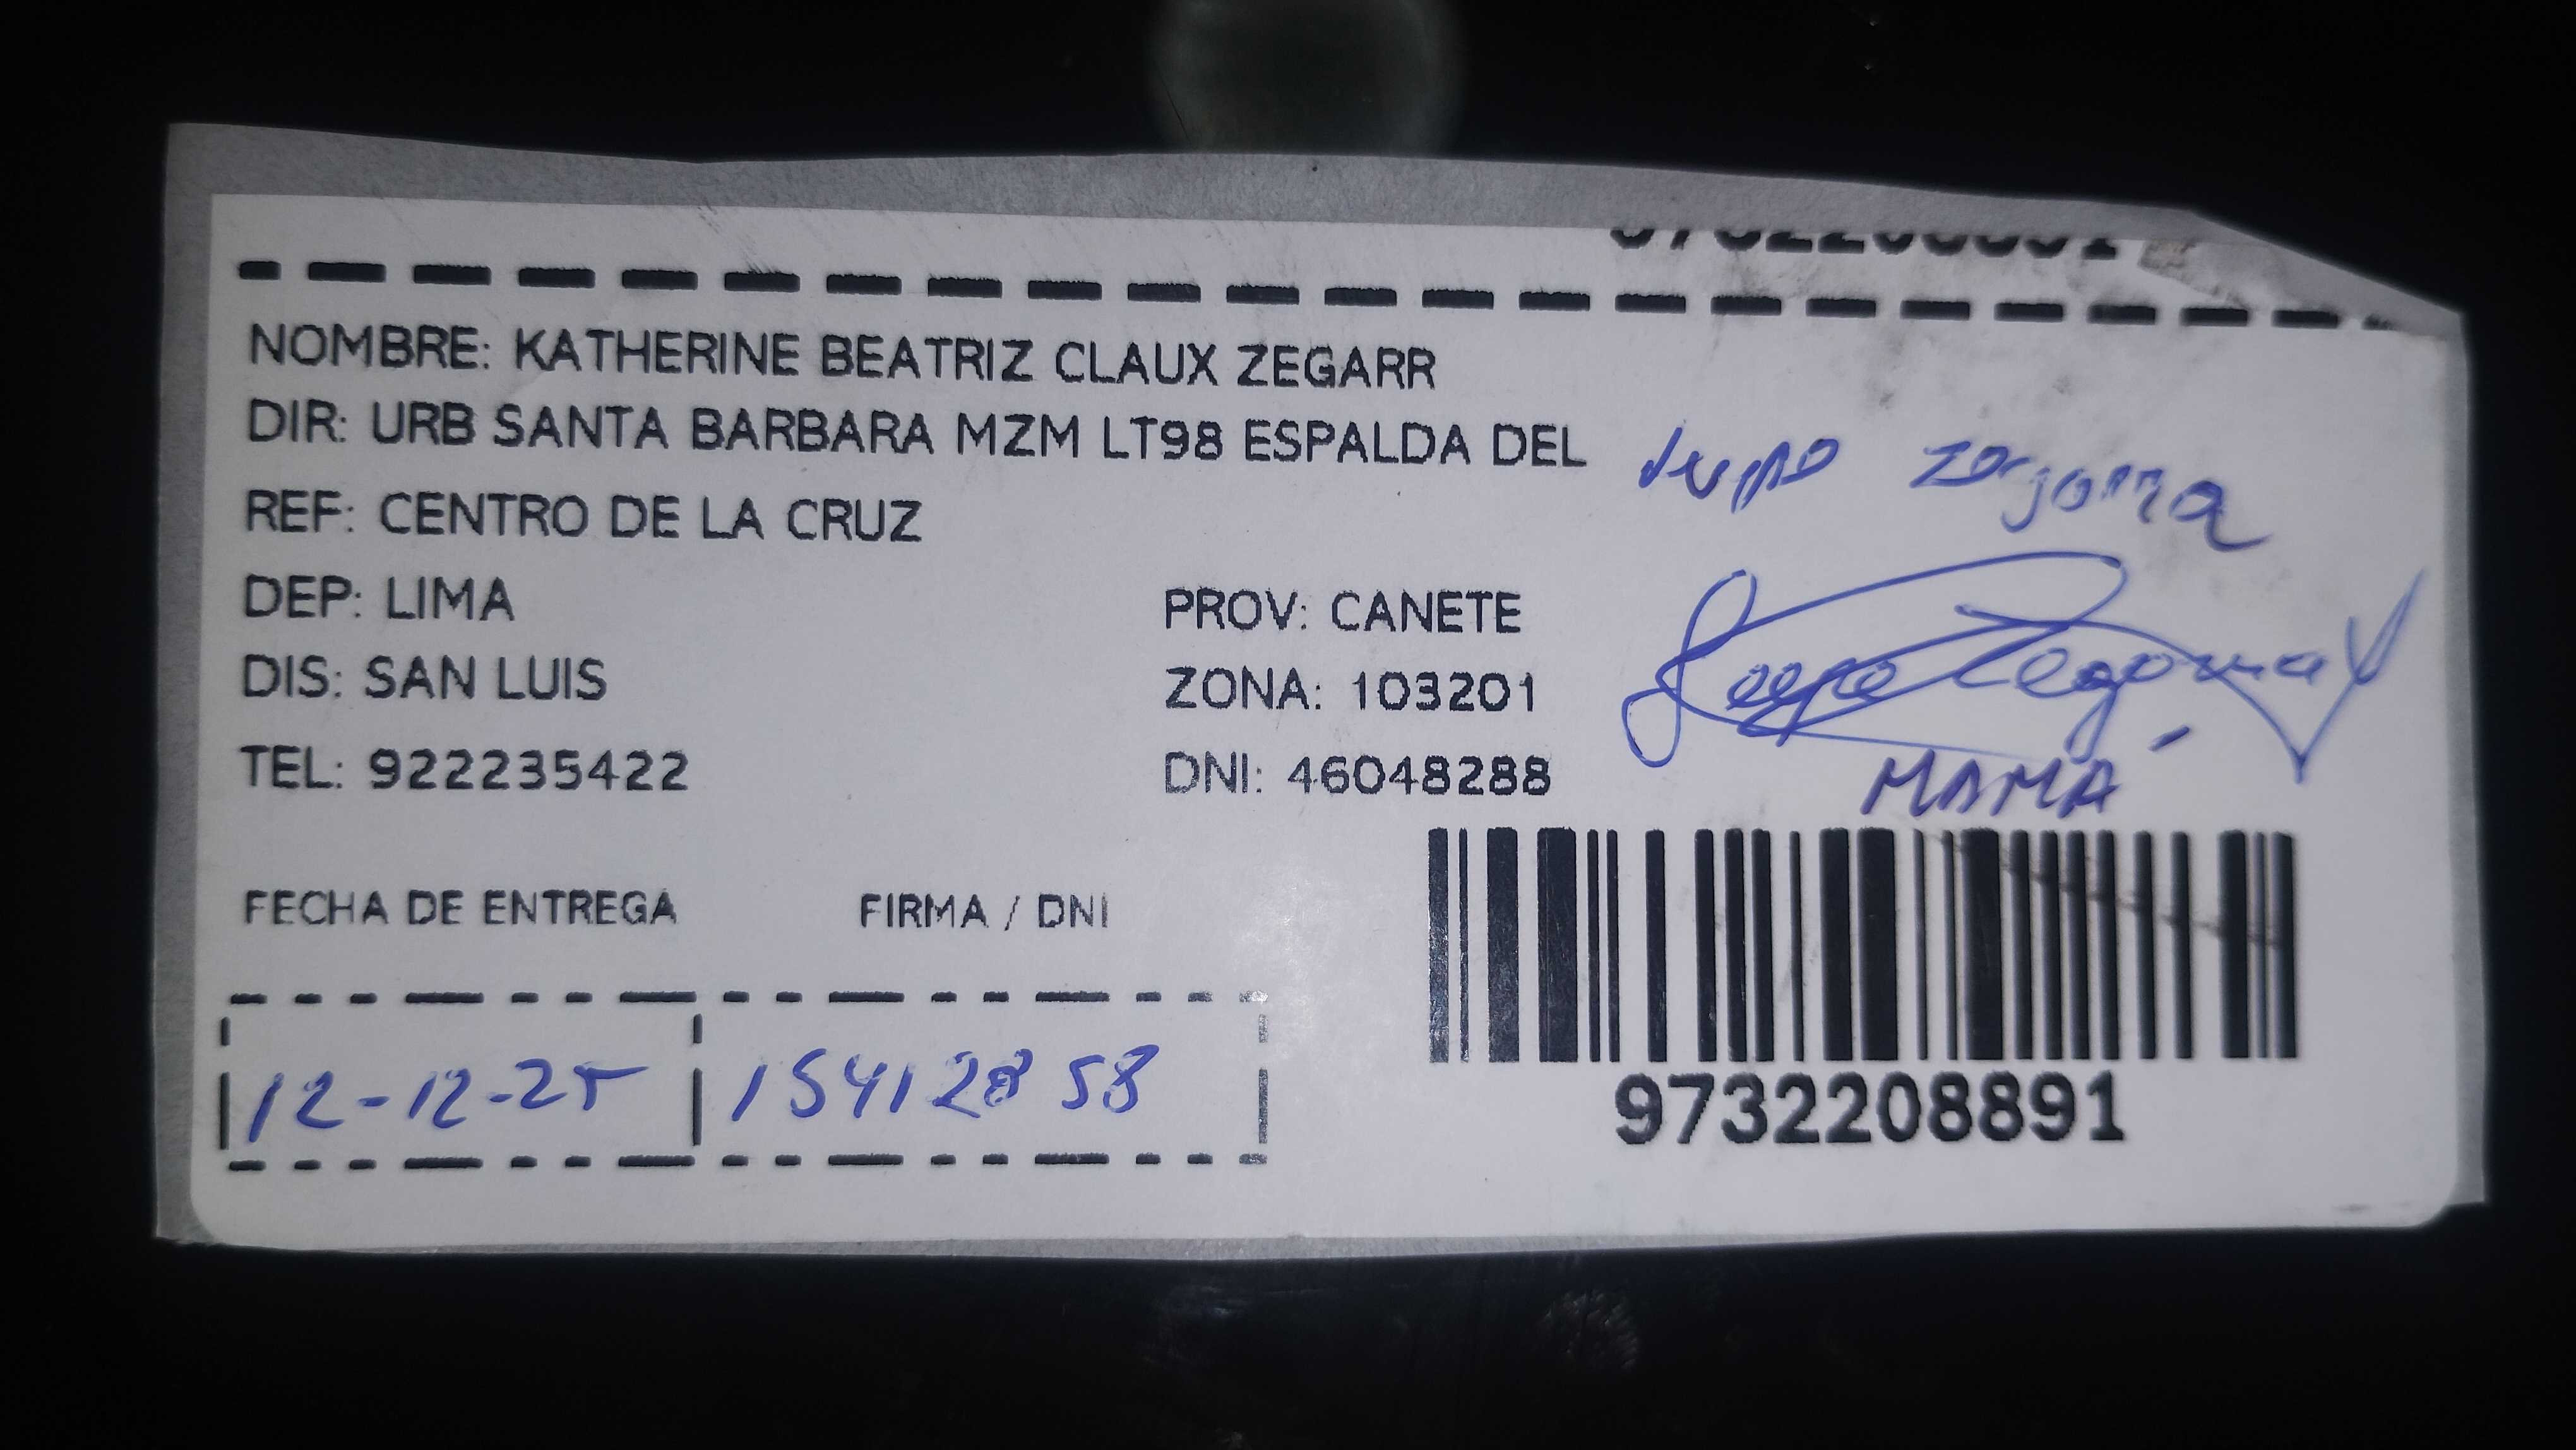 NOMBRE: KATHERINE BEATRIZ CLAUX ZEGARR
DIR: URB SANTA BARBARA MZM LT98 ESPALDA DEL
REF: CENTRO DE LA CRUZ
DEP: LIMA PROV: CANETE
DIS: SAN LUIS ZONA: 103201
TEL: 922235422 DNI: 46048288
MAMÁ
FECHA DE ENTREGA FIRMA / DNI
12-12-25 15412858
9732208891